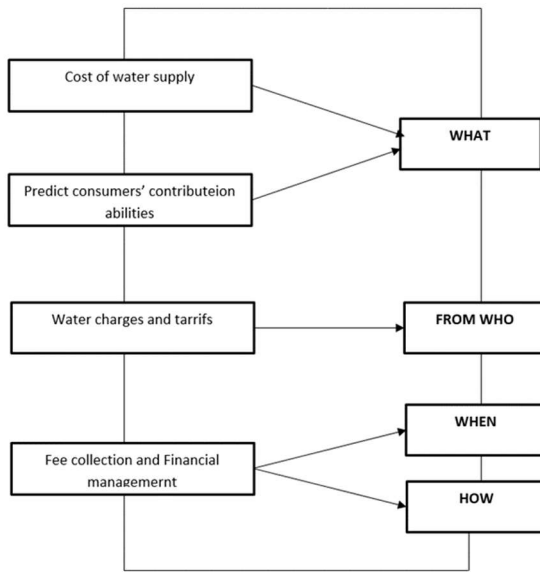 Cost of water supply
WHAT
Predict consumers' contributeion
abilities
Water charges and tarrifs
FROM WHO
WHEN
Fee collection and Financial
managemernt
HOW